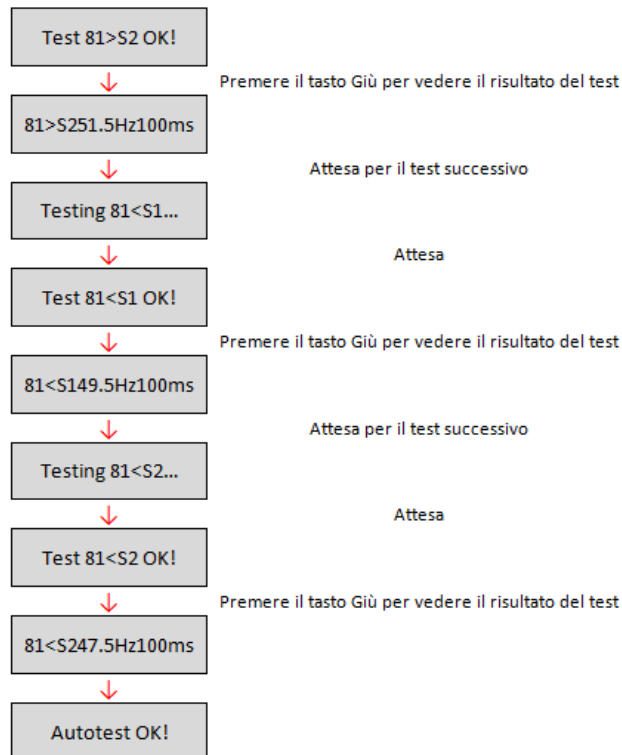 Test 81>S2 OK!
Premere il tasto Giù per vedere il risultato del test
81>S251.5Hz100ms
Attesa per il test successivo
Testing 81<S1...
Attesa
Test 81<S1 OK!
Premere il tasto Giù per vedere il risultato del test
81<S149.5Hz100ms
Attesa per il test successivo
Testing 81<S2...
Attesa
Test 81<S2 OK!
Premere il tasto Giù per vedere il risultato del test
81<S247.5Hz100ms
Autotest OK!